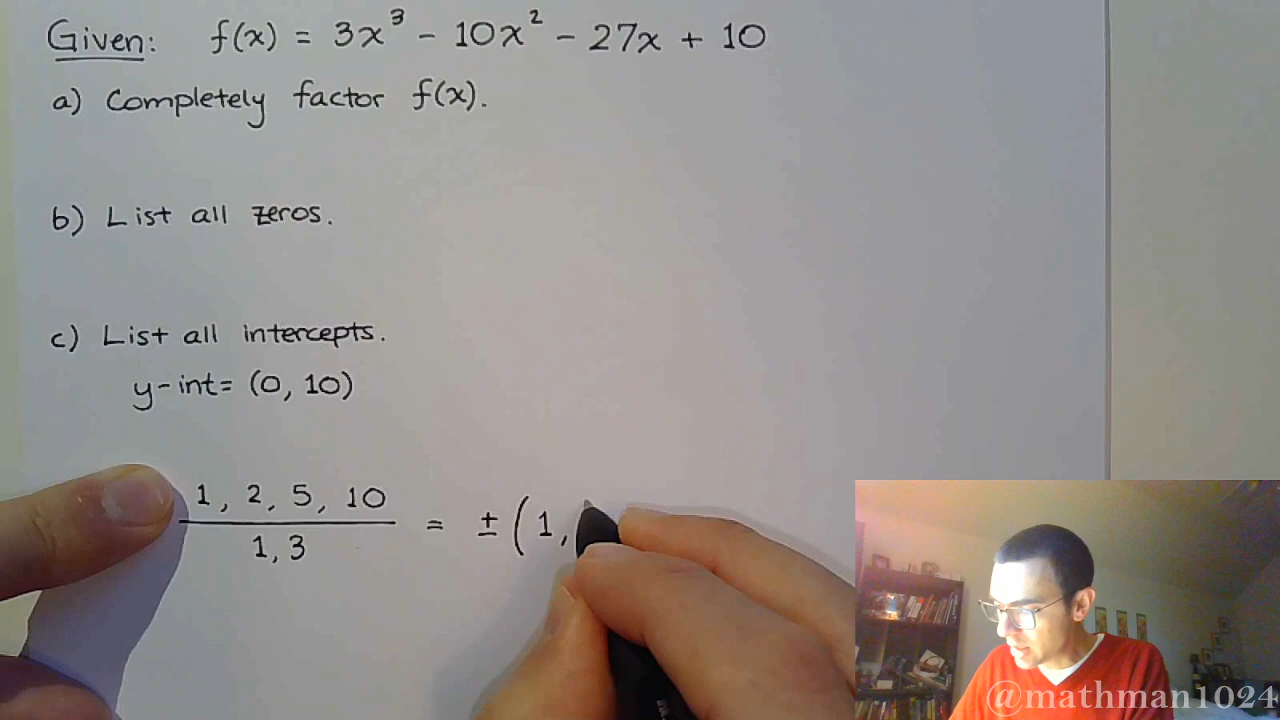 Given: f(x) = 3x³ - 10x² - 27x + 10
a) Completely factor f(x).
b) List all zeros.
c) List all intercepts.
y-int= (0, 10)
1, 2, 5, 10
1, 3
= ± (1,
@mathman1024